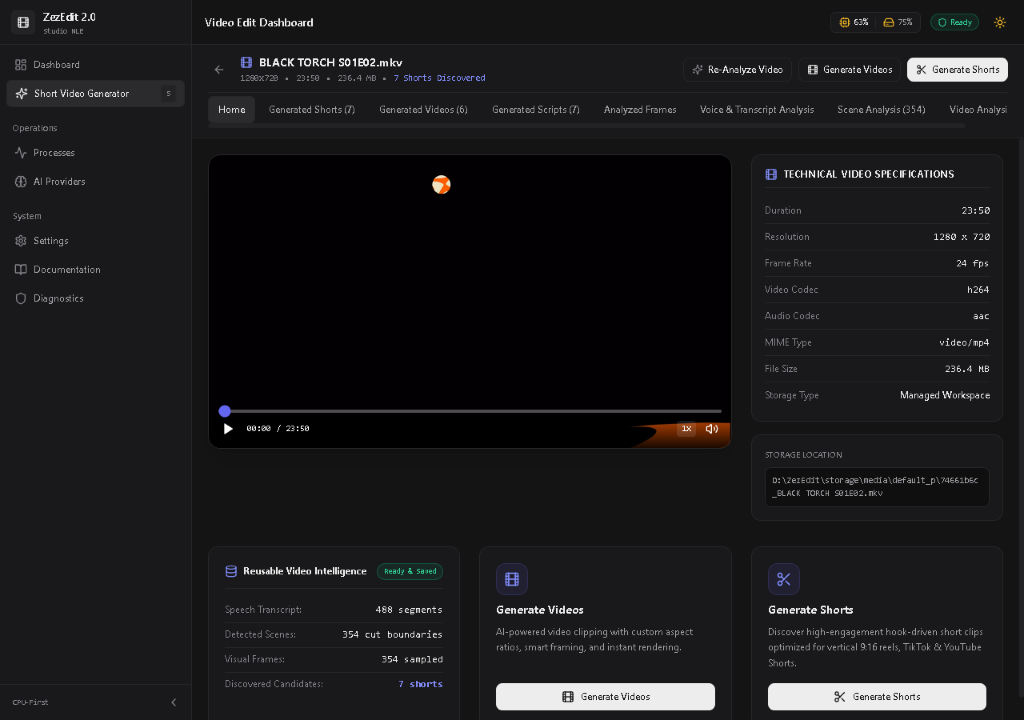 ZezEdit 2.0
Studio NLE
Dashboard
Short Video Generator
S
Operations
Processes
AI Providers
System
Settings
Documentation
Diagnostics
CPU-First
Video Edit Dashboard
63%
75%
Ready
BLACK TORCH S01E02.mkv
1280x720 • 23:50 • 236.4 MB • 7 Shorts Discovered
Re-Analyze Video
Generate Videos
Generate Shorts
Home
Generated Shorts (7)
Generated Videos (6)
Generated Scripts (7)
Analyzed Frames
Voice & Transcript Analysis
Scene Analysis (354)
Video Analysi
00:00 / 23:50
1x
TECHNICAL VIDEO SPECIFICATIONS
Duration 23:50
Resolution 1280 x 720
Frame Rate 24 fps
Video Codec h264
Audio Codec aac
MIME Type video/mp4
File Size 236.4 MB
Storage Type Managed Workspace
STORAGE LOCATION
D:\ZezEdit\storage\media\default_p\74661b6c
_BLACK TORCH S01E02.mkv
Reusable Video Intelligence
Ready & Saved
Speech Transcript: 488 segments
Detected Scenes: 354 cut boundaries
Visual Frames: 354 sampled
Discovered Candidates: 7 shorts
Generate Videos
AI-powered video clipping with custom aspect
ratios, smart framing, and instant rendering.
Generate Videos
Generate Shorts
Discover high-engagement hook-driven short clips
optimized for vertical 9:16 reels, TikTok & YouTube
Shorts.
Generate Shorts